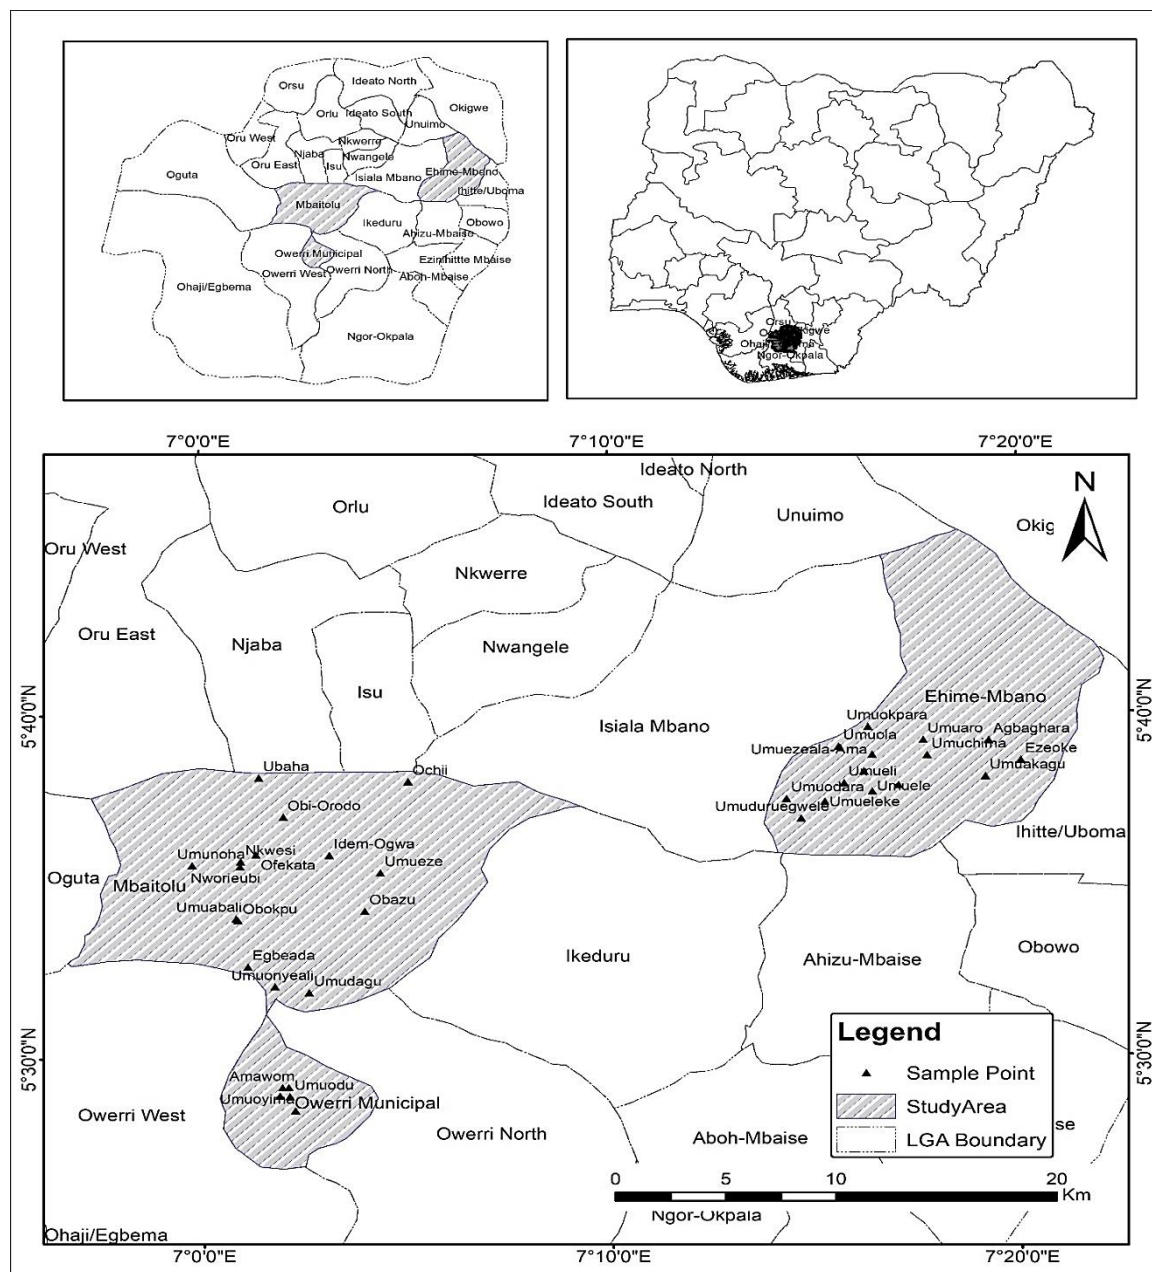 Ideato North
Orsu
Okigwe
Orlu
Ideato South
Unuimo
Oru West
Nkwerre
Njaba
Nwangele
Oru East
Isu
Ehime-Mbano
Oguta
Isiala Mbano
Ihitte/Uboma
Mbaitolu
Ikeduru
Obowo
Ahizu-Mbaise
Owerri Municipal
Ezinihitte Mbaise
Owerri West
Owerri North
Aboh-Mbaise
Ohaji/Egbema
Ngor-Okpala
Orsu
Ngor-Okpala
7°0'0"E
7°10'0"E
7°20'0"E
Ideato North
Ideato South
Orlu
Unuimo
N
Okig
Oru West
Nkwerre
Oru East
Njaba
Nwangele
Isu
Ehime-Mbano
5°40'0"N
5°40'0"N
Isiala Mbano
Umuokpara
Umuola
Umuaro
Agbaghara
Umuezeala-Ama
Umuchima
Ezeoke
Ubaha
Ochii
Umueli
Umuakagu
Umuodara
Umuele
Umuduruegwele
Umueleke
Obi-Orodo
Ihitte/Uboma
Umunoha
Nkwesi
Idem-Ogwa
Ofekata
Umueze
Oguta
Mbaitolu
Nworieubi
Umuabali
Obokpu
Obazu
Obowo
Egbeada
Ikeduru
Ahizu-Mbaise
Umuonyeali
Umudagu
5°30'0"N
5°30'0"N
Legend
Sample Point
StudyArea
LGA Boundary
Amawom
Umuodu
Umuoyima
Owerri Municipal
Owerri West
Owerri North
Aboh-Mbaise
ise
0
5
10
20
Km
Ngor-Okpala
Ohaji/Egbema
7°0'0"E
7°10'0"E
7°20'0"E